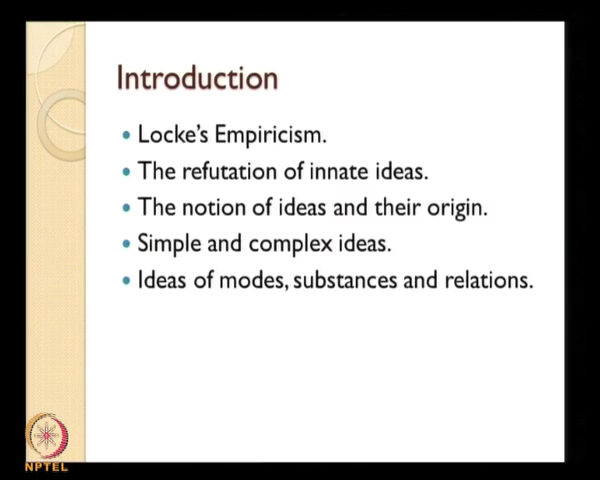 Introduction
• Locke's Empiricism.
• The refutation of innate ideas.
• The notion of ideas and their origin.
• Simple and complex ideas.
• Ideas of modes, substances and relations.
NPTEL